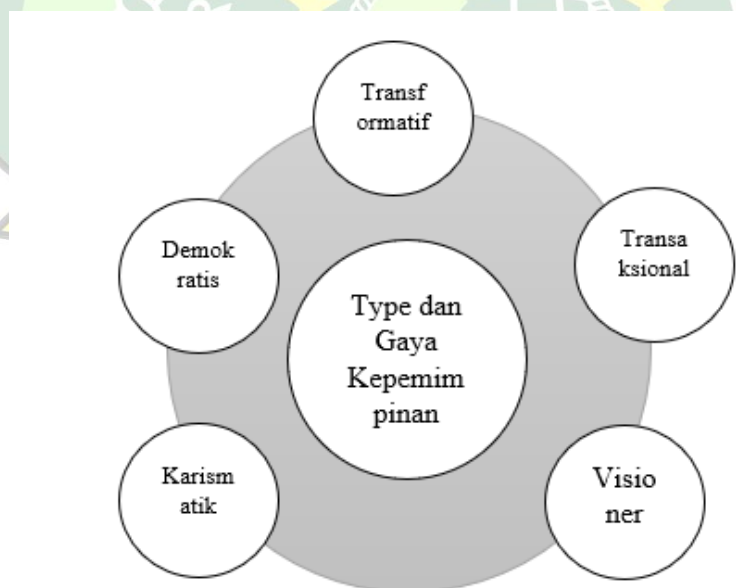 Transf
ormatif
Transa
ksional
Demok
ratis
Type dan
Gaya
Kepemim
pinan
Karism
atik
Visio
ner